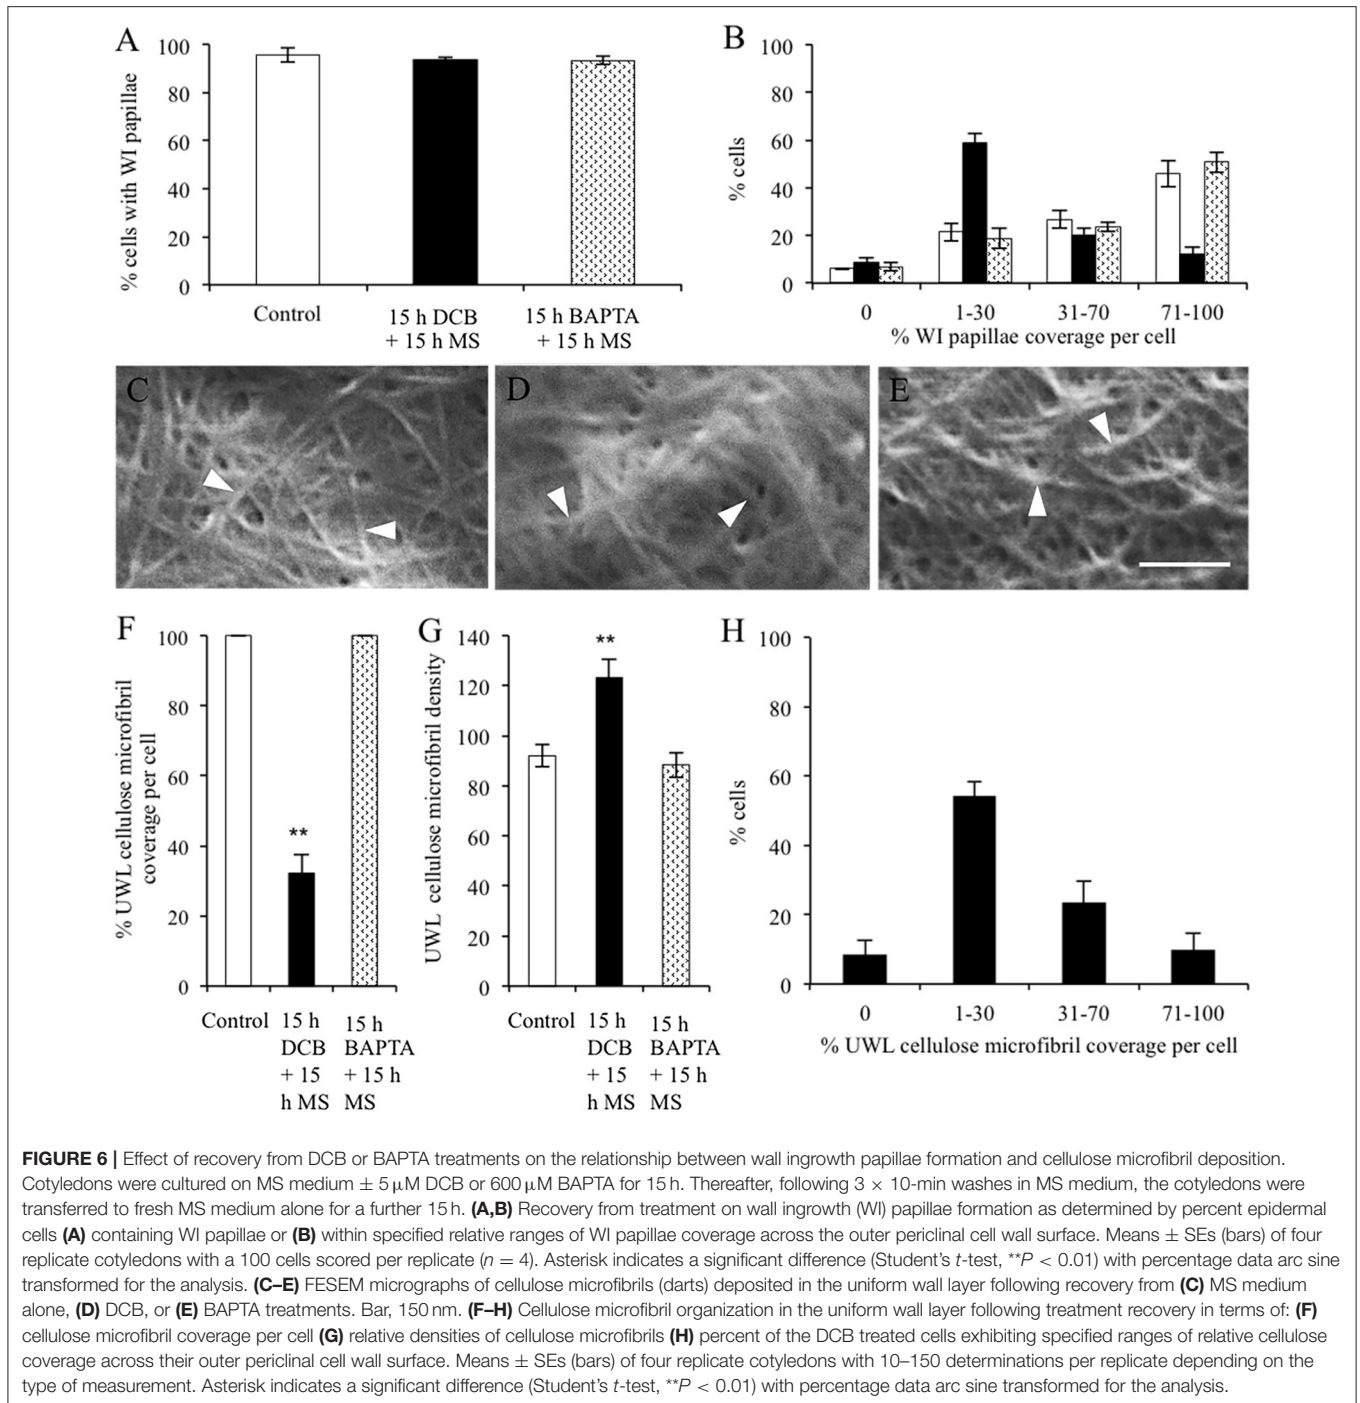 A
% cells with WI papillae
100
80
60
40
20
0
Control
15 h DCB
+ 15 h MS
15 h BAPTA
+ 15 h MS
B
% cells
100
80
60
40
20
0
0
1-30
31-70
71-100
% WI papillae coverage per cell
C
D
E
F
% UWL cellulose microfibril
coverage per cell
100
80
60
40
20
0
**
Control
15 h
DCB
+ 15
h MS
15 h
BAPTA
+ 15 h
MS
G
UWL cellulose microfibril density
140
120
100
80
60
40
20
0
**
Control
15 h
DCB
+ 15
h MS
15 h
BAPTA
+ 15 h
MS
H
% cells
100
80
60
40
20
0
0
1-30
31-70
71-100
% UWL cellulose microfibril coverage per cell
FIGURE 6 | Effect of recovery from DCB or BAPTA treatments on the relationship between wall ingrowth papillae formation and cellulose microfibril deposition.
Cotyledons were cultured on MS medium ± 5 μM DCB or 600 μM BAPTA for 15 h. Thereafter, following 3 × 10-min washes in MS medium, the cotyledons were
transferred to fresh MS medium alone for a further 15 h. (A,B) Recovery from treatment on wall ingrowth (WI) papillae formation as determined by percent epidermal
cells (A) containing WI papillae or (B) within specified relative ranges of WI papillae coverage across the outer periclinal cell wall surface. Means ± SEs (bars) of four
replicate cotyledons with a 100 cells scored per replicate (n = 4). Asterisk indicates a significant difference (Student's t-test, **P < 0.01) with percentage data arc sine
transformed for the analysis. (C–E) FESEM micrographs of cellulose microfibrils (darts) deposited in the uniform wall layer following recovery from (C) MS medium
alone, (D) DCB, or (E) BAPTA treatments. Bar, 150 nm. (F–H) Cellulose microfibril organization in the uniform wall layer following treatment recovery in terms of: (F)
cellulose microfibril coverage per cell (G) relative densities of cellulose microfibrils (H) percent of the DCB treated cells exhibiting specified ranges of relative cellulose
coverage across their outer periclinal cell wall surface. Means ± SEs (bars) of four replicate cotyledons with 10–150 determinations per replicate depending on the
type of measurement. Asterisk indicates a significant difference (Student's t-test, **P < 0.01) with percentage data arc sine transformed for the analysis.